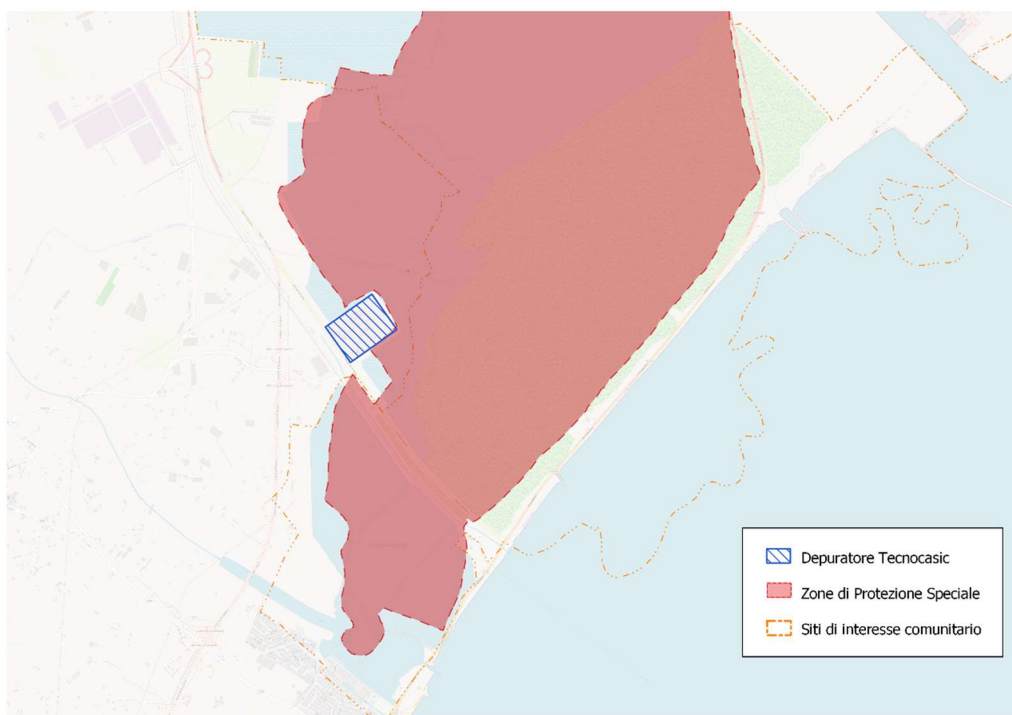 Depuratore Tecnocasic
Zone di Protezione Speciale
Siti di interesse comunitario